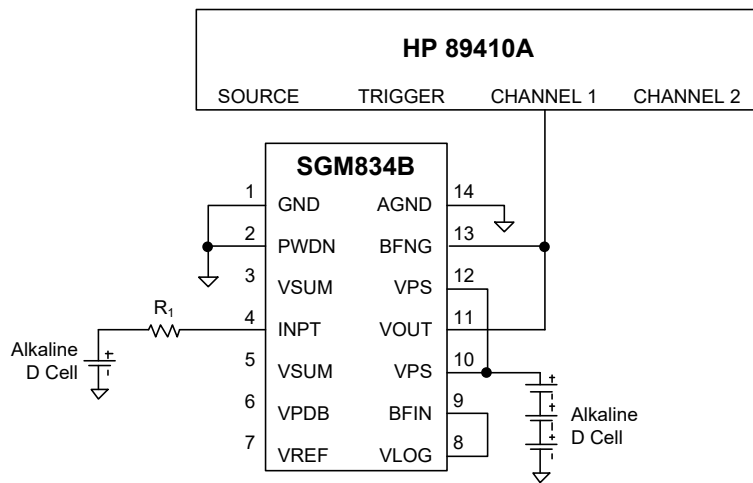 HP 89410A
SOURCE TRIGGER CHANNEL 1 CHANNEL 2
SGM834B
1 GND AGND 14
2 PWDN BFNG 13
3 VSUM VPS 12
R1
4 INPT VOUT 11
Alkaline
D Cell
5 VSUM VPS 10
6 VPDB BFIN 9
Alkaline
D Cell
7 VREF VLOG 8